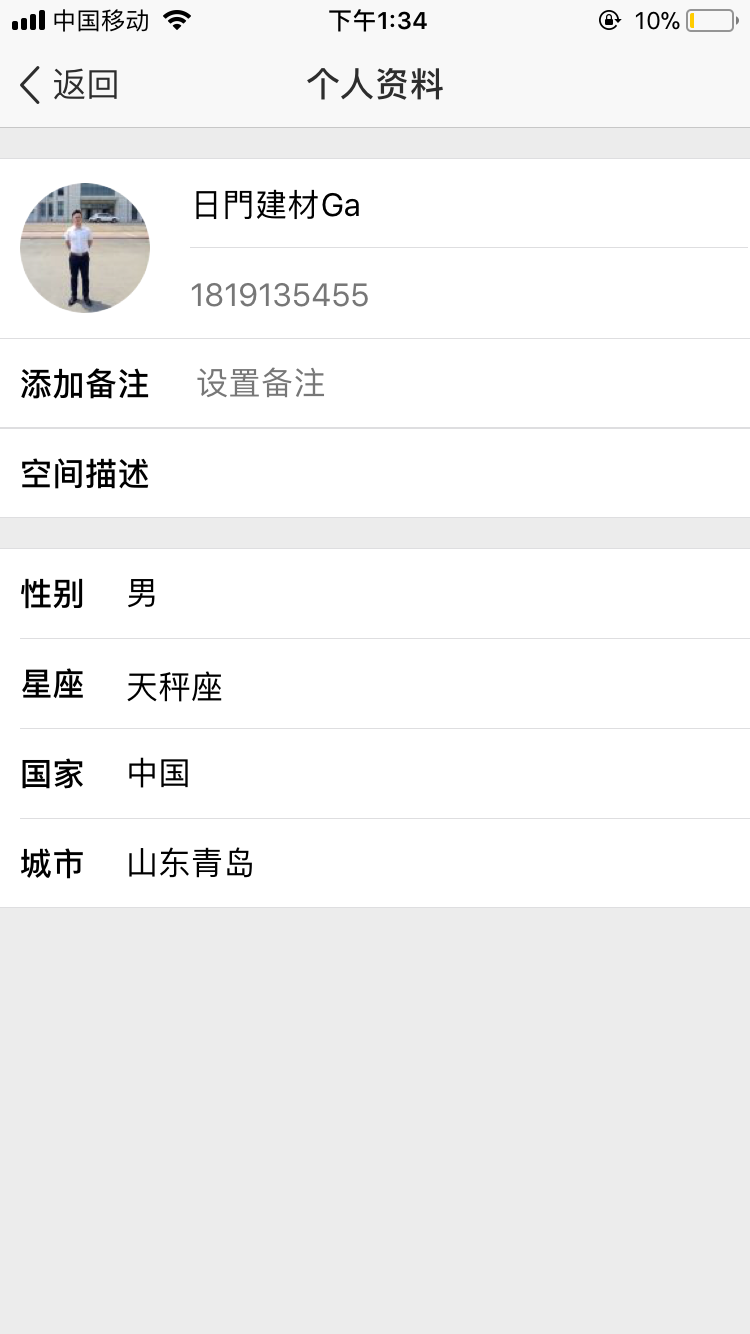 中国移动 下午1:34 10%
返回 个人资料
日門建材Ga
1819135455
添加备注 设置备注
空间描述
性别 男
星座 天秤座
国家 中国
城市 山东青岛